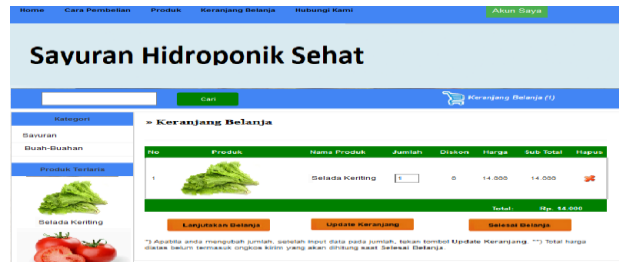 Home Cara Pembelian Produk Keranjang Belanja Hubungi Kami Akun Saya
Sayuran Hidroponik Sehat
Cari Keranjang Belanja (1)
Kategori
Sayuran
Buah-Buahan
Produk Terlaris
Selada Keriting
» Keranjang Belanja
No Produk Nama Produk Jumlah Diskon Harga Sub Total Hapus
1 Selada Keriting
Total: Rp.
Lanjutakan Belanja Update Keranjang Selesai Belanja
*) Apabila anda mengubah jumlah, setelah input data pada jumlah, tekan tombol Update Keranjang. **) Total harga
diatas belum termasuk ongkos kirim yang akan dihitung saat Selesai Belanja